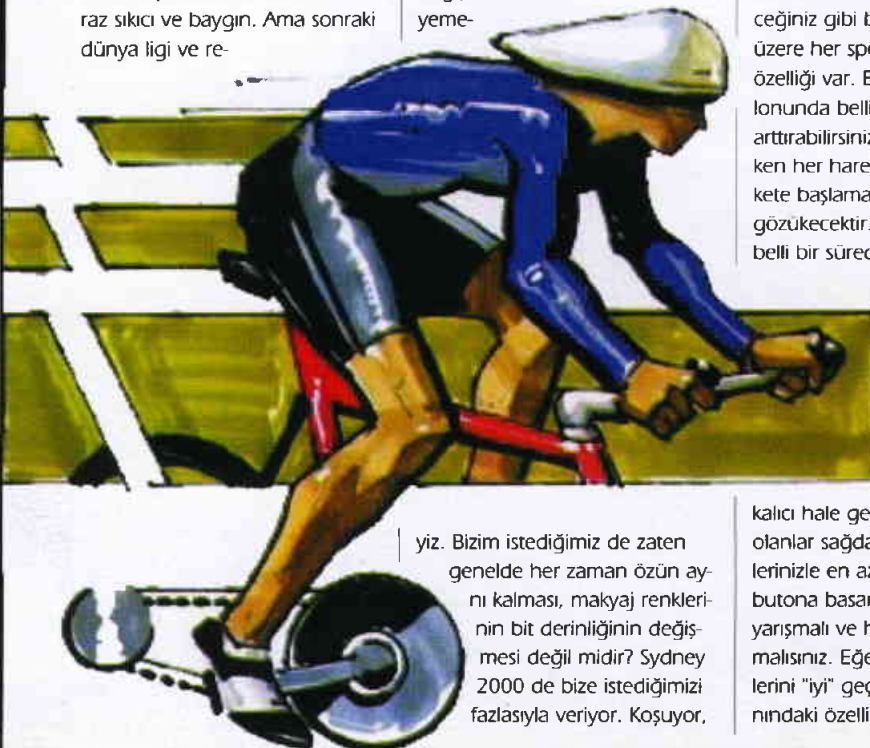 raz sıkıcı ve baygın. Ama sonraki
dünya ligi ve re-
yeme-
yiz. Bizim istediğimiz de zaten
genelde her zaman özün ay-
nı kalması, makyaj renkleri-
nin bit derinliğinin değiş-
mesi değil midir? Sydney
2000 de bize istediğimizi
fazlasıyla veriyor. Koşuyor,
ceğiniz gibi b
üzere her spo
özelliği var. B
lonunda belli
arttırabilirsiniz
ken her hare
kete başlama
gözükecektir.
belli bir süred
kalıcı hale ge
olanlar sağda
lerinizle en az
butona basar
yarışmalı ve h
malısınız. Eğe
lerini "iyi" geç
nındaki özelli